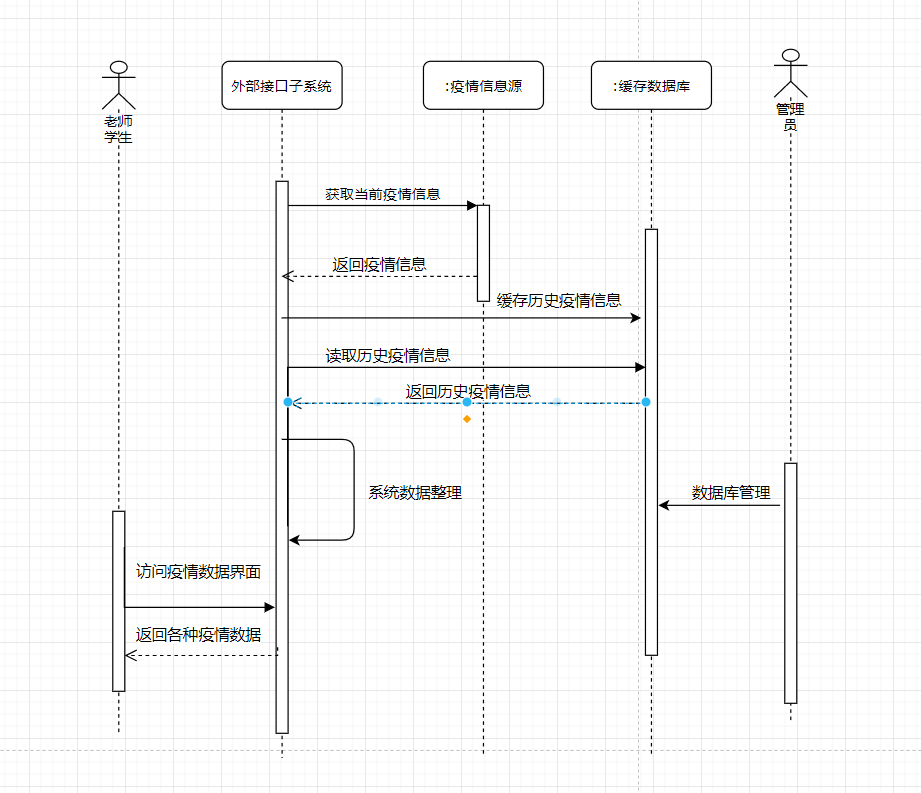 老师
学生
外部接口子系统
:疫情信息源
:缓存数据库
管理
员
获取当前疫情信息
返回疫情信息
缓存历史疫情信息
读取历史疫情信息
返回历史疫情信息
系统数据整理
数据库管理
访问疫情数据界面
返回各种疫情数据